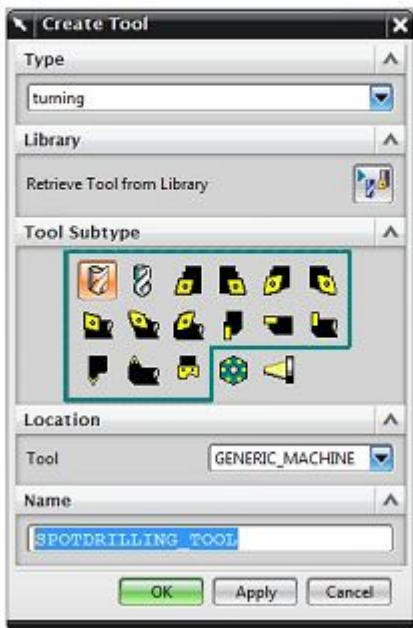 Create Tool
Type
turning
Library
Retrieve Tool from Library
Tool Subtype
Location
Tool GENERIC_MACHINE
Name
SPOTDRILLING_TOOL
OK Apply Cancel